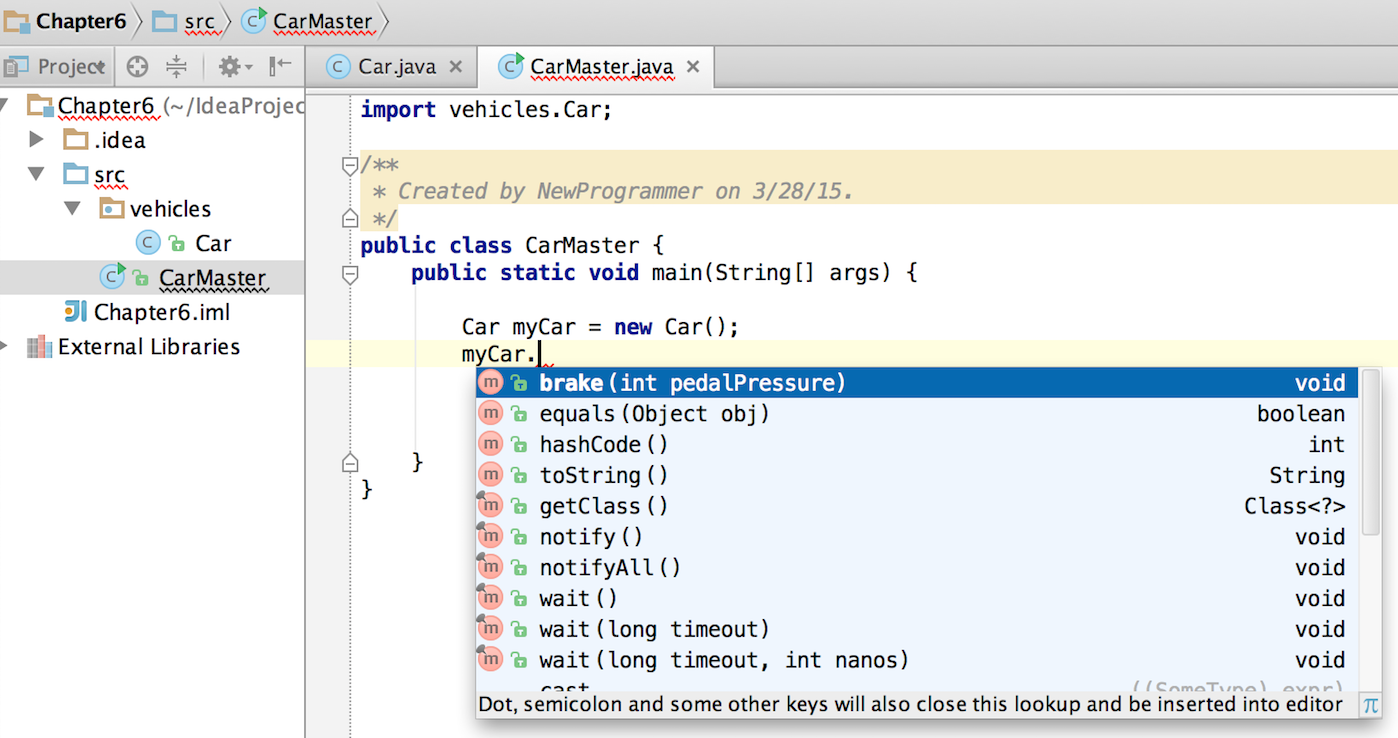 Chapter6 src CarMaster
Project
Car.java
CarMaster.java
Chapter6 (~/IdeaProjec
.idea
src
vehicles
C Car
C CarMaster
Chapter6.iml
External Libraries
import vehicles.Car;
/**
* Created by NewProgrammer on 3/28/15.
*/
public class CarMaster {
public static void main(String[] args) {
Car myCar = new Car();
myCar.
m brake(int pedalPressure) void
m equals(Object obj) boolean
m hashCode() int
m toString() String
m getClass() Class<?>
m notify() void
m notifyAll() void
m wait() void
m wait(long timeout) void
m wait(long timeout, int nanos) void
cast ((SomeType) expr)
Dot, semicolon and some other keys will also close this lookup and be inserted into editor π
}
}